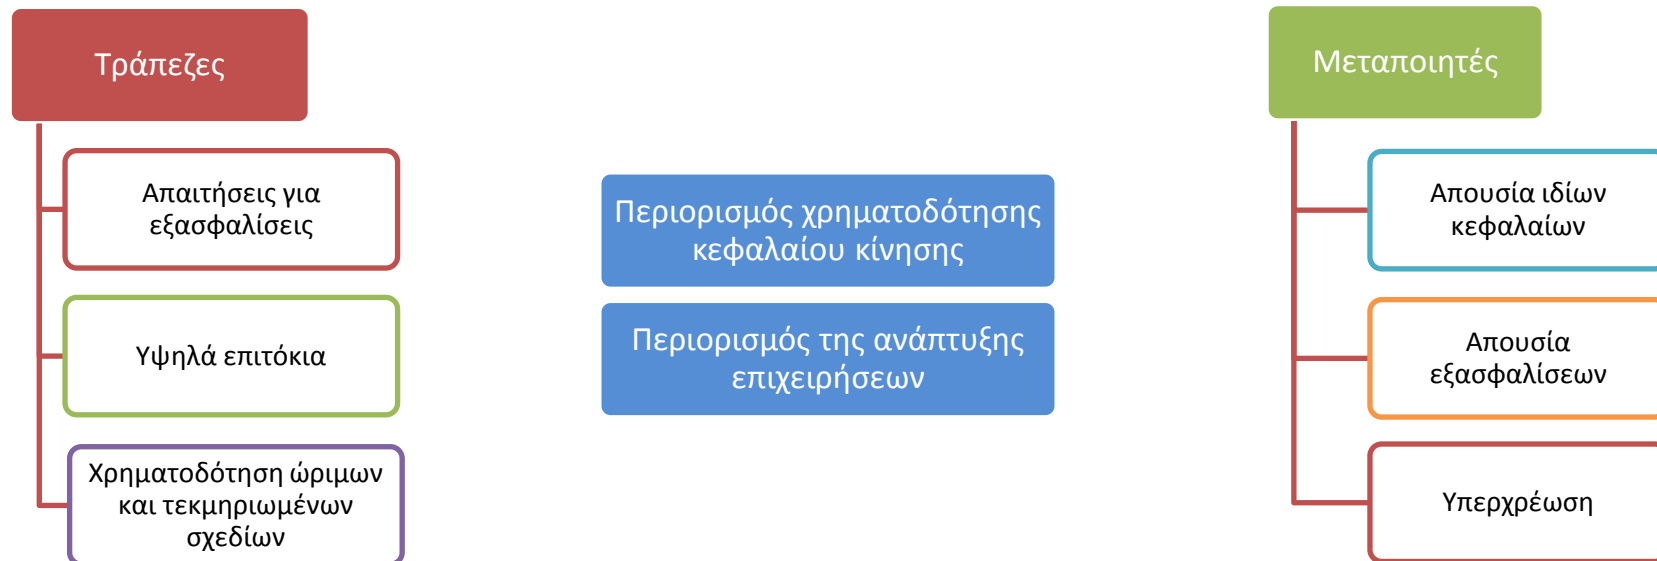 Τράπεζες
Απαιτήσεις για
εξασφαλίσεις
Υψηλά επιτόκια
Χρηματοδότηση ώριμων
και τεκμηριωμένων
σχεδίων
Περιορισμός χρηματοδότησης
κεφαλαίου κίνησης
Περιορισμός της ανάπτυξης
επιχειρήσεων
Μεταποιητές
Απουσία ιδίων
κεφαλαίων
Απουσία
εξασφαλίσεων
Υπερχρέωση